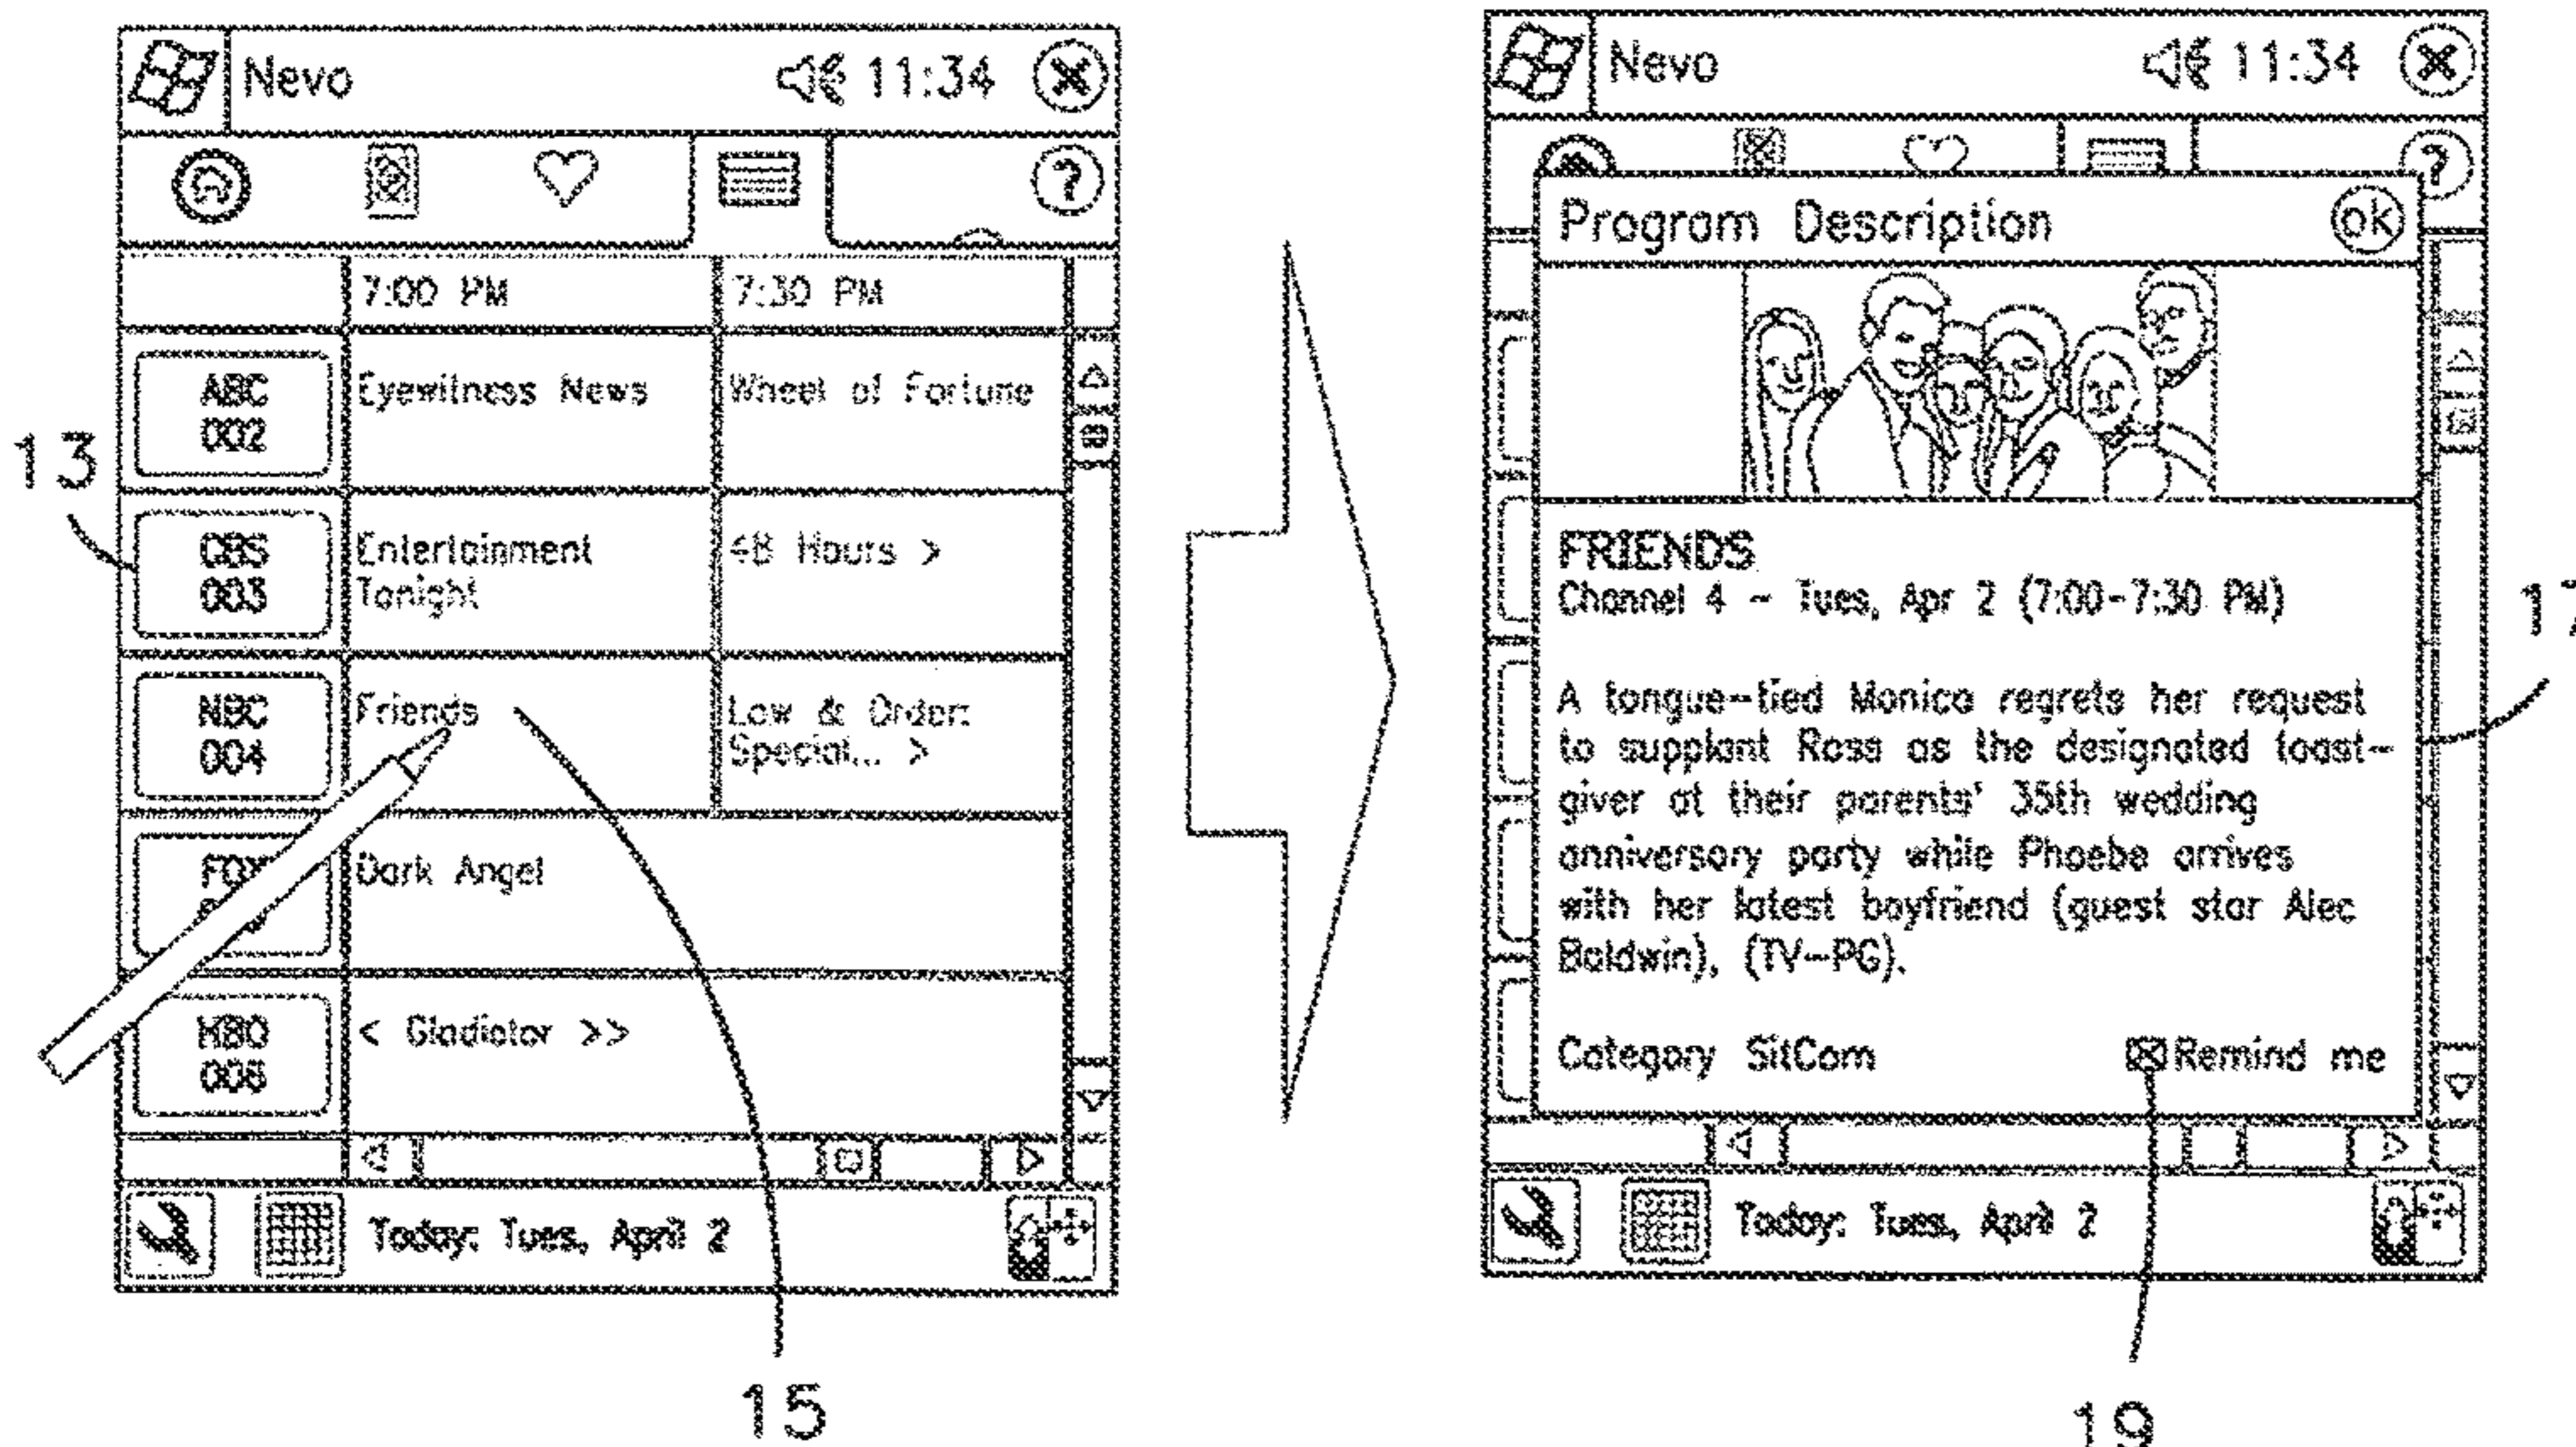 Nevo 11:34
7:00 PM 7:30 PM
ABC Eyewitness News Wheel of Fortune
002
13
CBS Entertainment 48 Hours >
003 Tonight
NBC Friends Law & Order:
004 Special... >
FOX Dark Angel
HBO < Gladiator >>
Today: Tues, April 2
15
Nevo 11:34
Program Description ok
FRIENDS
Channel 4 - Tues, Apr 2 (7:00-7:30 PM)
17
A tongue-tied Monica regrets her request
to supplant Ross as the designated toast-
giver at their parents' 35th wedding
anniversary party while Phoebe arrives
with her latest boyfriend (guest star Alec
Baldwin), (TV-PG).
Category SitCom Remind me
Today: Tues, April 2
19